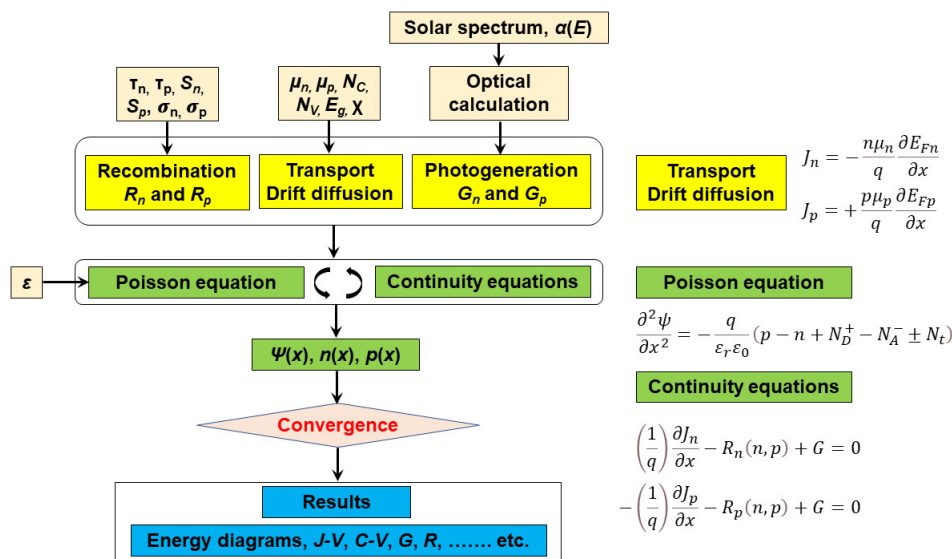 Solar spectrum, α(E)
τn, τp, Sn,
Sp, σn, σp
μn, μp, NC,
NV, Eg, χ
Optical
calculation
Recombination
Rn and Rp
Transport
Drift diffusion
Photogeneration
Gn and Gp
ε
Poisson equation
Continuity equations
Ψ(x), n(x), p(x)
Convergence
Results
Energy diagrams, J-V, C-V, G, R, ....... etc.
Transport
Drift diffusion
Jn = − nμn/q ∂EFn/∂x
Jp = + pμp/q ∂EFp/∂x
Poisson equation
∂²ψ/∂x² = − q/εrε0 (p − n + ND⁺ − NA⁻ ± Nt)
Continuity equations
(1/q) ∂Jn/∂x − Rn(n, p) + G = 0
− (1/q) ∂Jp/∂x − Rp(n, p) + G = 0